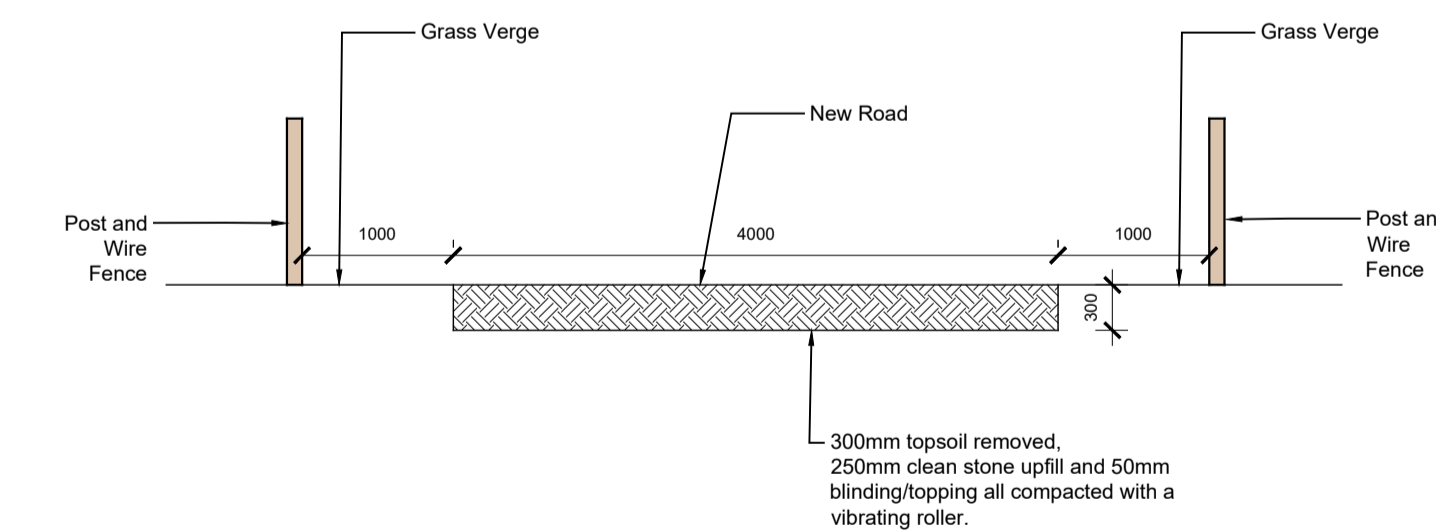 Grass Verge
Grass Verge
New Road
Post and
Wire
Fence
1000
4000
1000
Post an
Wire
Fence
300
300mm topsoil removed,
250mm clean stone upfill and 50mm
blinding/topping all compacted with a
vibrating roller.